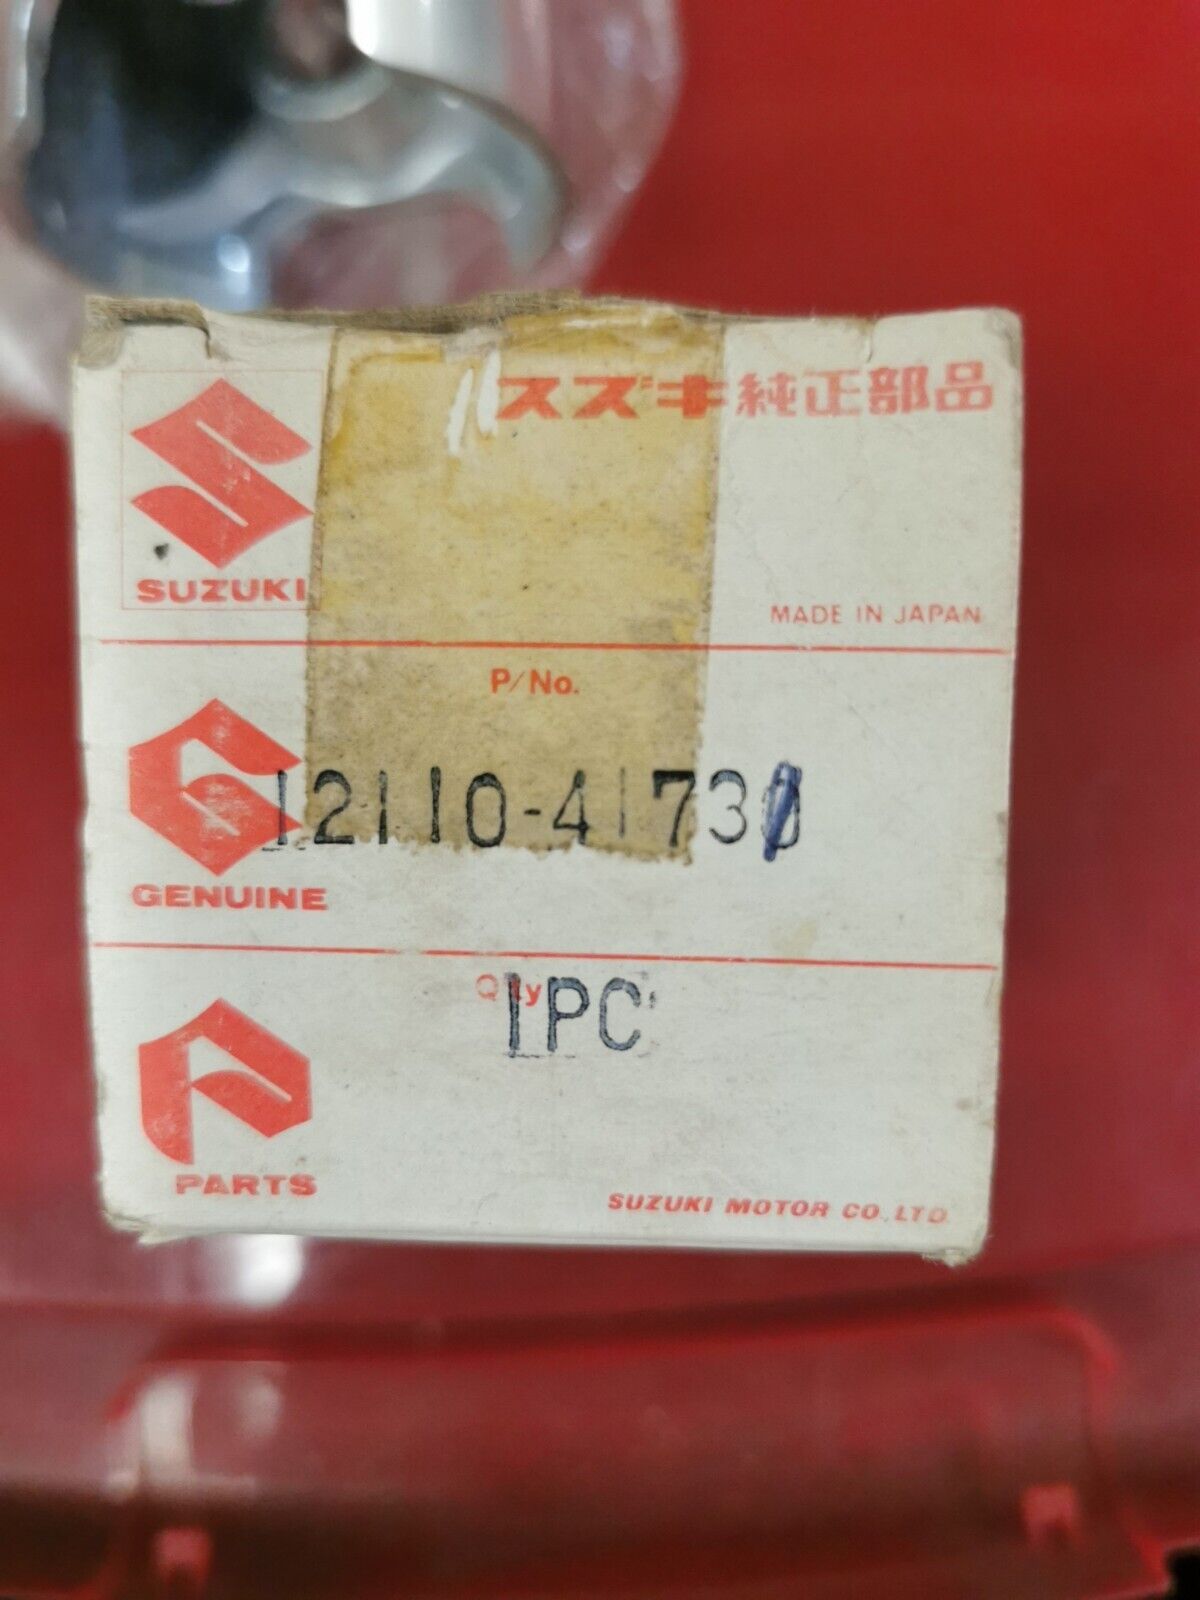 スズキ純正部品
SUZUKI
MADE IN JAPAN
P/No.
12110-41730
GENUINE
Q'ty
1PC
PARTS
SUZUKI MOTOR CO., LTD.